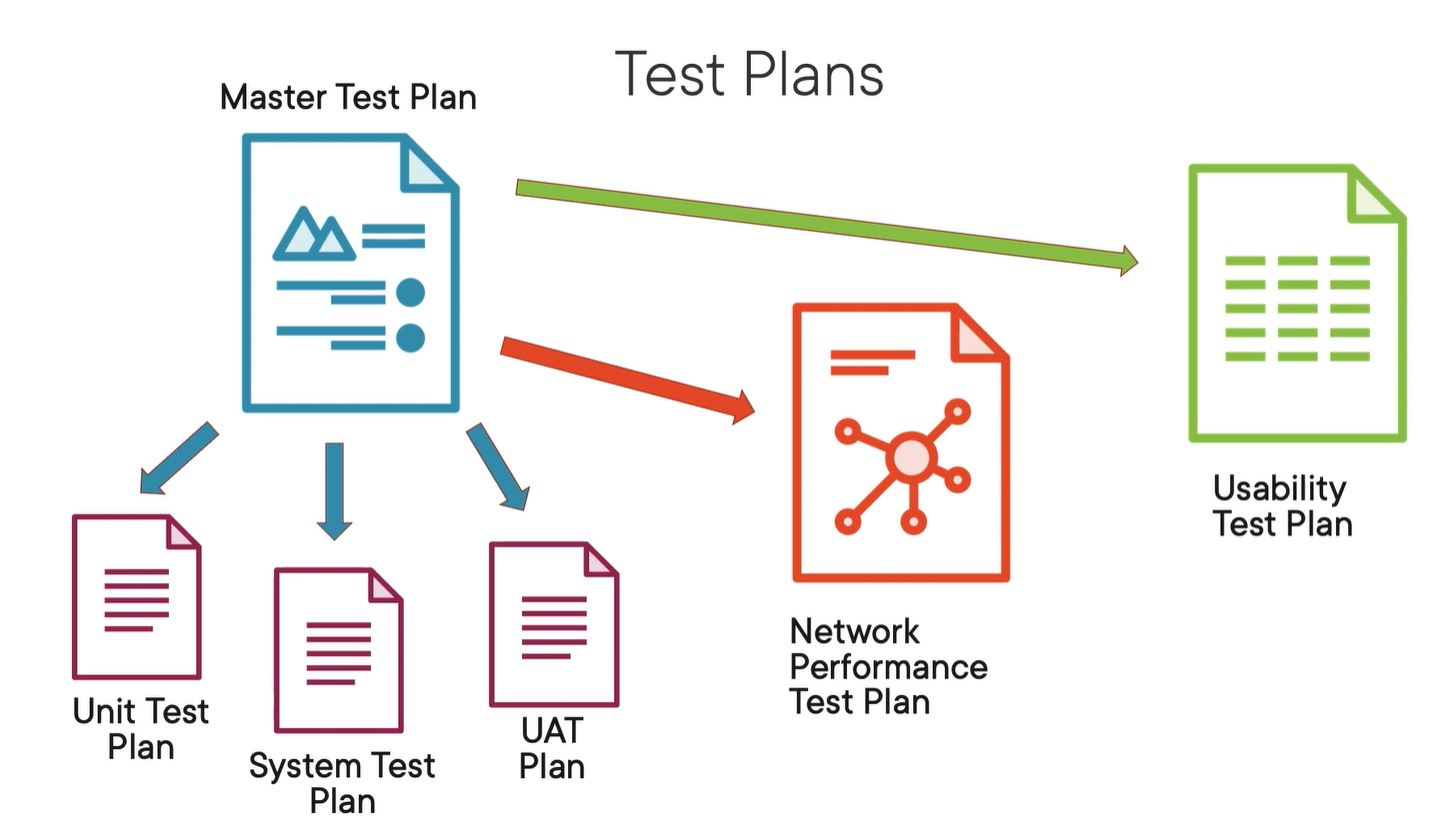 Test Plans
Master Test Plan
Usability
Test Plan
Network
Performance
Test Plan
Unit Test
Plan
System Test
Plan
UAT
Plan